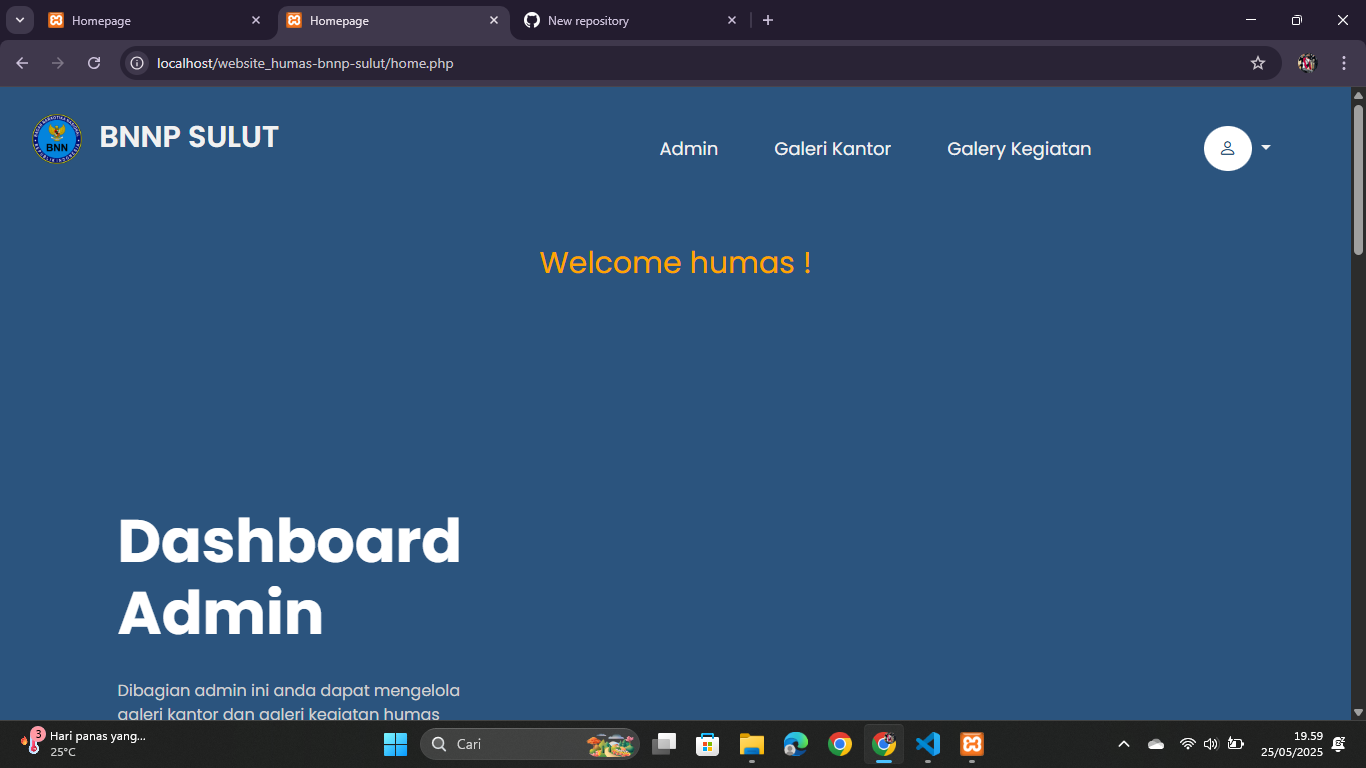 Homepage
Homepage
New repository
localhost/website_humas-bnnp-sulut/home.php
BNN
BNNP SULUT
Admin
Galeri Kantor
Galery Kegiatan
Welcome humas !
Dashboard
Admin
Dibagian admin ini anda dapat mengelola
galeri kantor dan galeri kegiatan humas
3
Hari panas yang...
25°C
Cari
19.59
25/05/2025